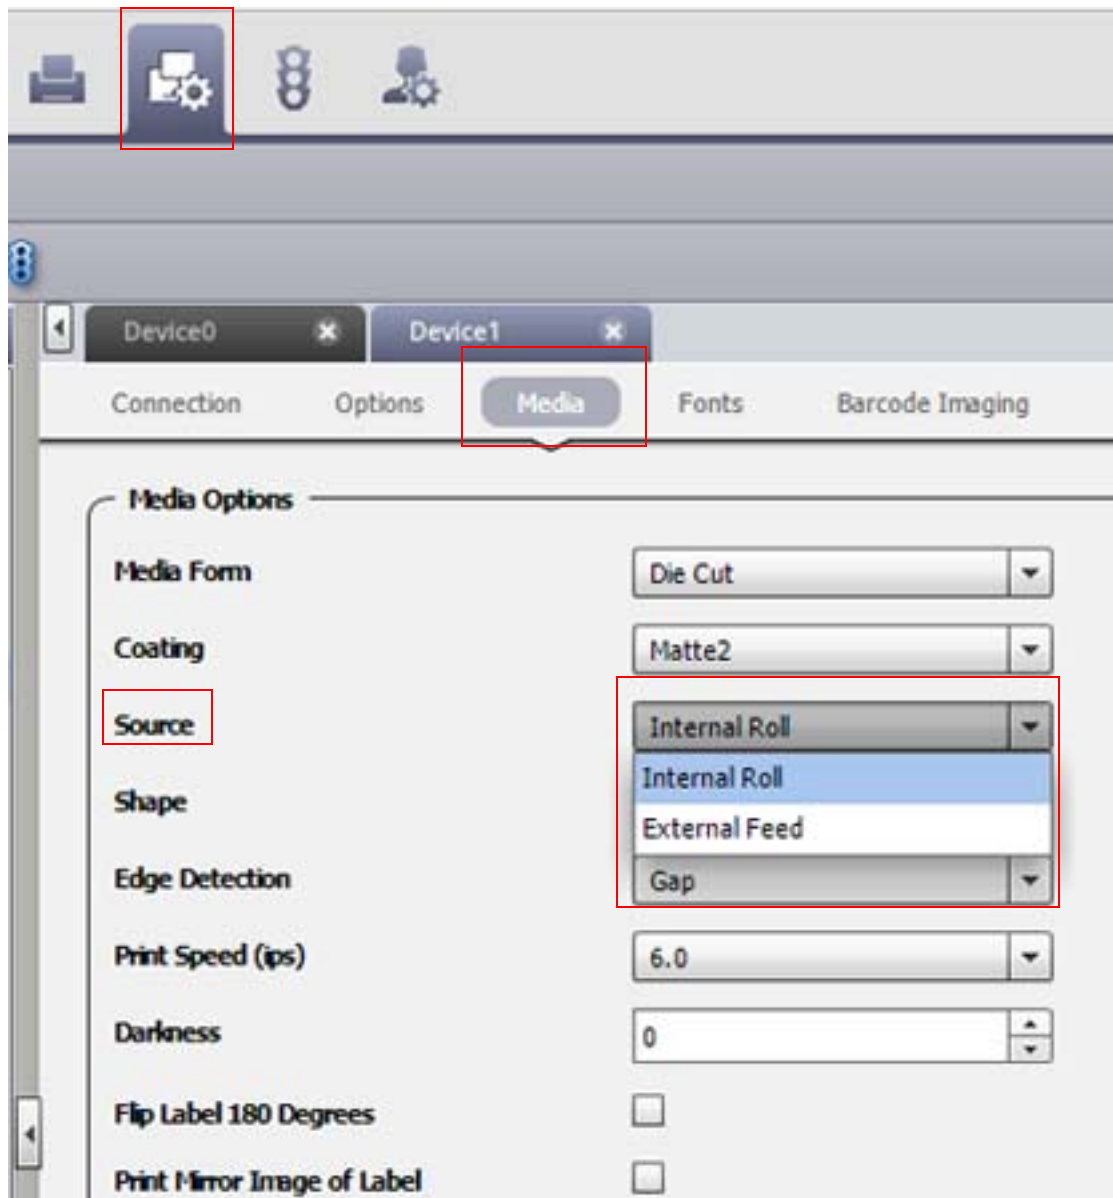 Device0 Device1
Connection Options Media Fonts Barcode Imaging
Media Options
Media Form Die Cut
Coating Matte2
Source Internal Roll
Internal Roll
Shape
External Feed
Edge Detection Gap
Print Speed (ips) 6.0
Darkness 0
Flip Label 180 Degrees
Print Mirror Image of Label